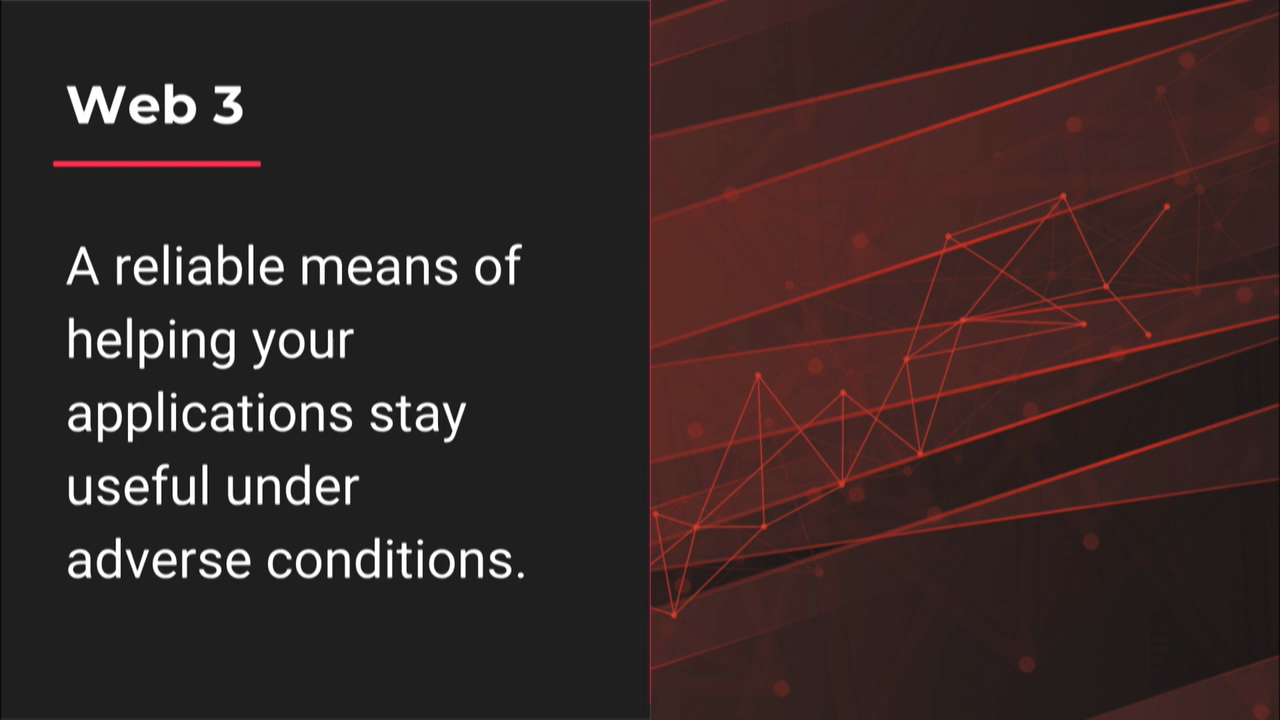 Web 3
A reliable means of
helping your
applications stay
useful under
adverse conditions.